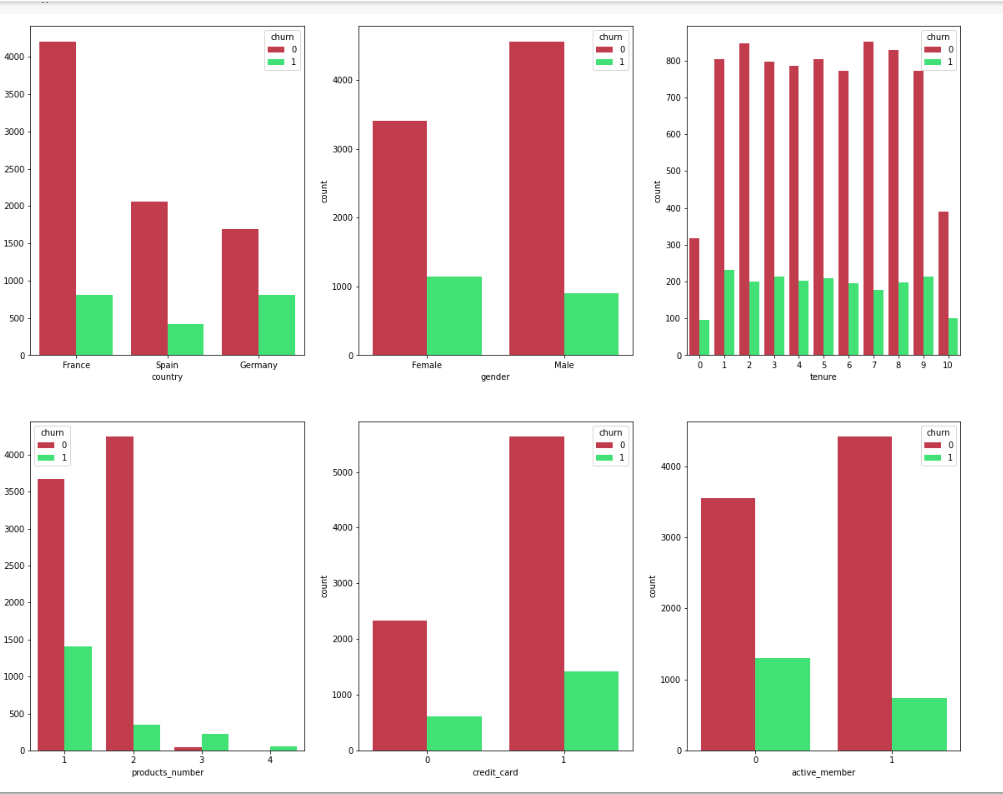 churn
0
1
4000
3500
3000
2500
2000
1500
1000
500
0
France Spain Germany
country
churn
0
1
4000
3000
2000
1000
0
count
Female Male
gender
churn
0
1
800
700
600
500
400
300
200
100
0
count
0 1 2 3 4 5 6 7 8 9 10
tenure
churn
0
1
4000
3500
3000
2500
2000
1500
1000
500
0
1 2 3 4
products_number
churn
0
1
5000
4000
3000
2000
1000
0
count
0 1
credit_card
churn
0
1
4000
3000
2000
1000
0
count
0 1
active_member